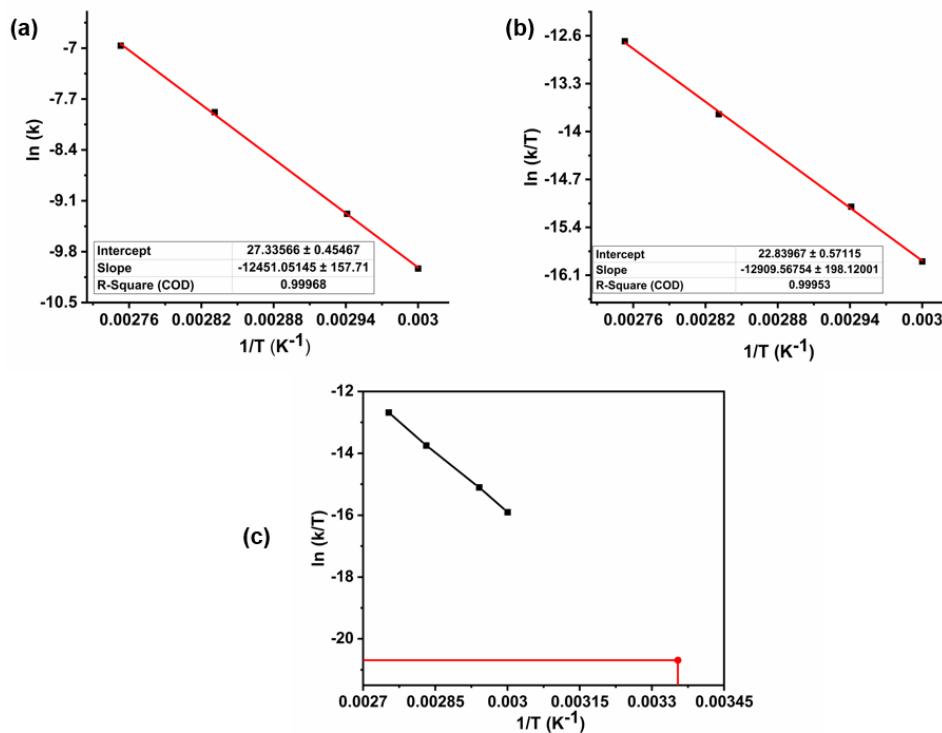 (a)
ln (k)
-7
-7.7
-8.4
-9.1
-9.8
-10.5
Intercept 27.33566 ± 0.45467
Slope -12451.05145 ± 157.71
R-Square (COD) 0.99968
0.00276 0.00282 0.00288 0.00294 0.003
1/T (K-1)
(b)
ln (k/T)
-12.6
-13.3
-14
-14.7
-15.4
-16.1
Intercept 22.83967 ± 0.57115
Slope -12909.56754 ± 198.12001
R-Square (COD) 0.99953
0.00276 0.00282 0.00288 0.00294 0.003
1/T (K-1)
(c)
ln (k/T)
-12
-14
-16
-18
-20
0.0027 0.00285 0.003 0.00315 0.0033 0.00345
1/T (K-1)